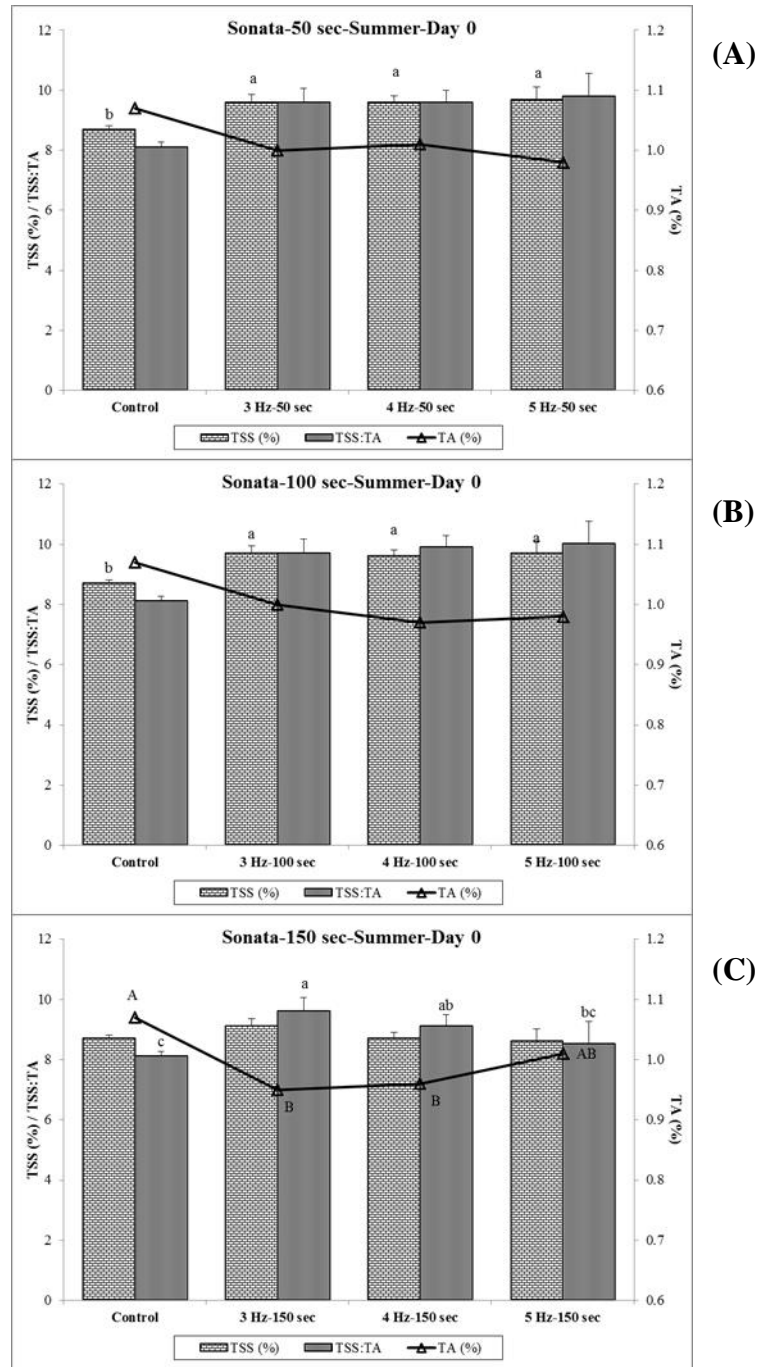 Sonata-50 sec-Summer-Day 0
(A)
12
10
8
6
4
2
0
TSS (%) / TSS:TA
1.2
1.1
1.0
0.9
0.8
0.7
0.6
TA (%)
b
a
a
a
Control
3 Hz-50 sec
4 Hz-50 sec
5 Hz-50 sec
TSS (%)
TSS:TA
TA (%)
Sonata-100 sec-Summer-Day 0
(B)
12
10
8
6
4
2
0
TSS (%) / TSS:TA
1.2
1.1
1.0
0.9
0.8
0.7
0.6
TA (%)
b
a
a
a
Control
3 Hz-100 sec
4 Hz-100 sec
5 Hz-100 sec
TSS (%)
TSS:TA
TA (%)
Sonata-150 sec-Summer-Day 0
(C)
12
10
8
6
4
2
0
TSS (%) / TSS:TA
1.2
1.1
1.0
0.9
0.8
0.7
0.6
TA (%)
A
c
a
B
ab
B
bc
AB
Control
3 Hz-150 sec
4 Hz-150 sec
5 Hz-150 sec
TSS (%)
TSS:TA
TA (%)